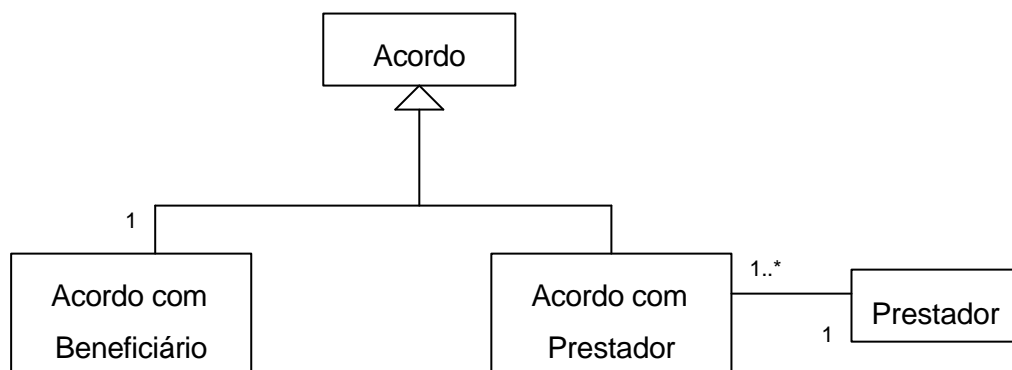 Acordo
1
Acordo com
Beneficiário
Acordo com
Prestador
1..*
1
Prestador